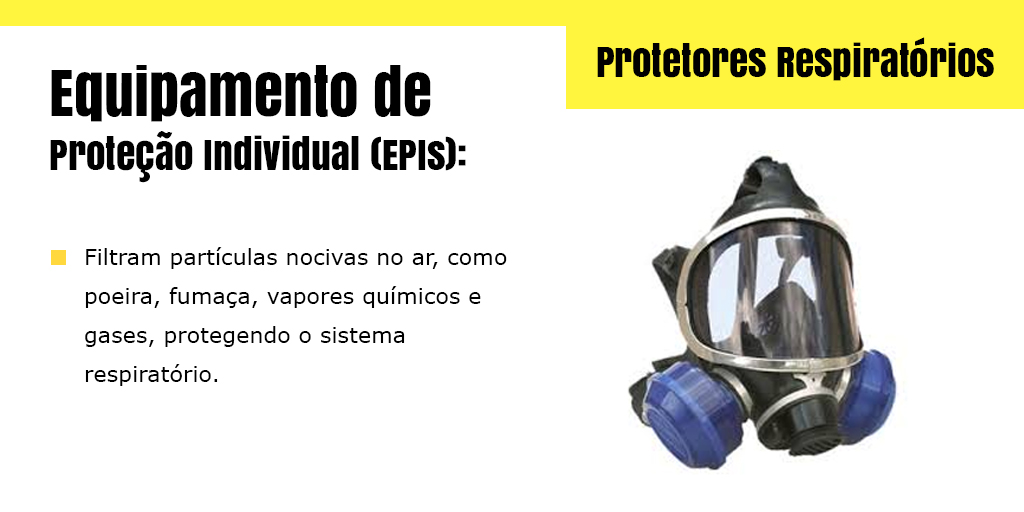 Protetores Respiratórios
Equipamento de
Proteção Individual (EPIs):
Filtram partículas nocivas no ar, como
poeira, fumaça, vapores químicos e
gases, protegendo o sistema
respiratório.